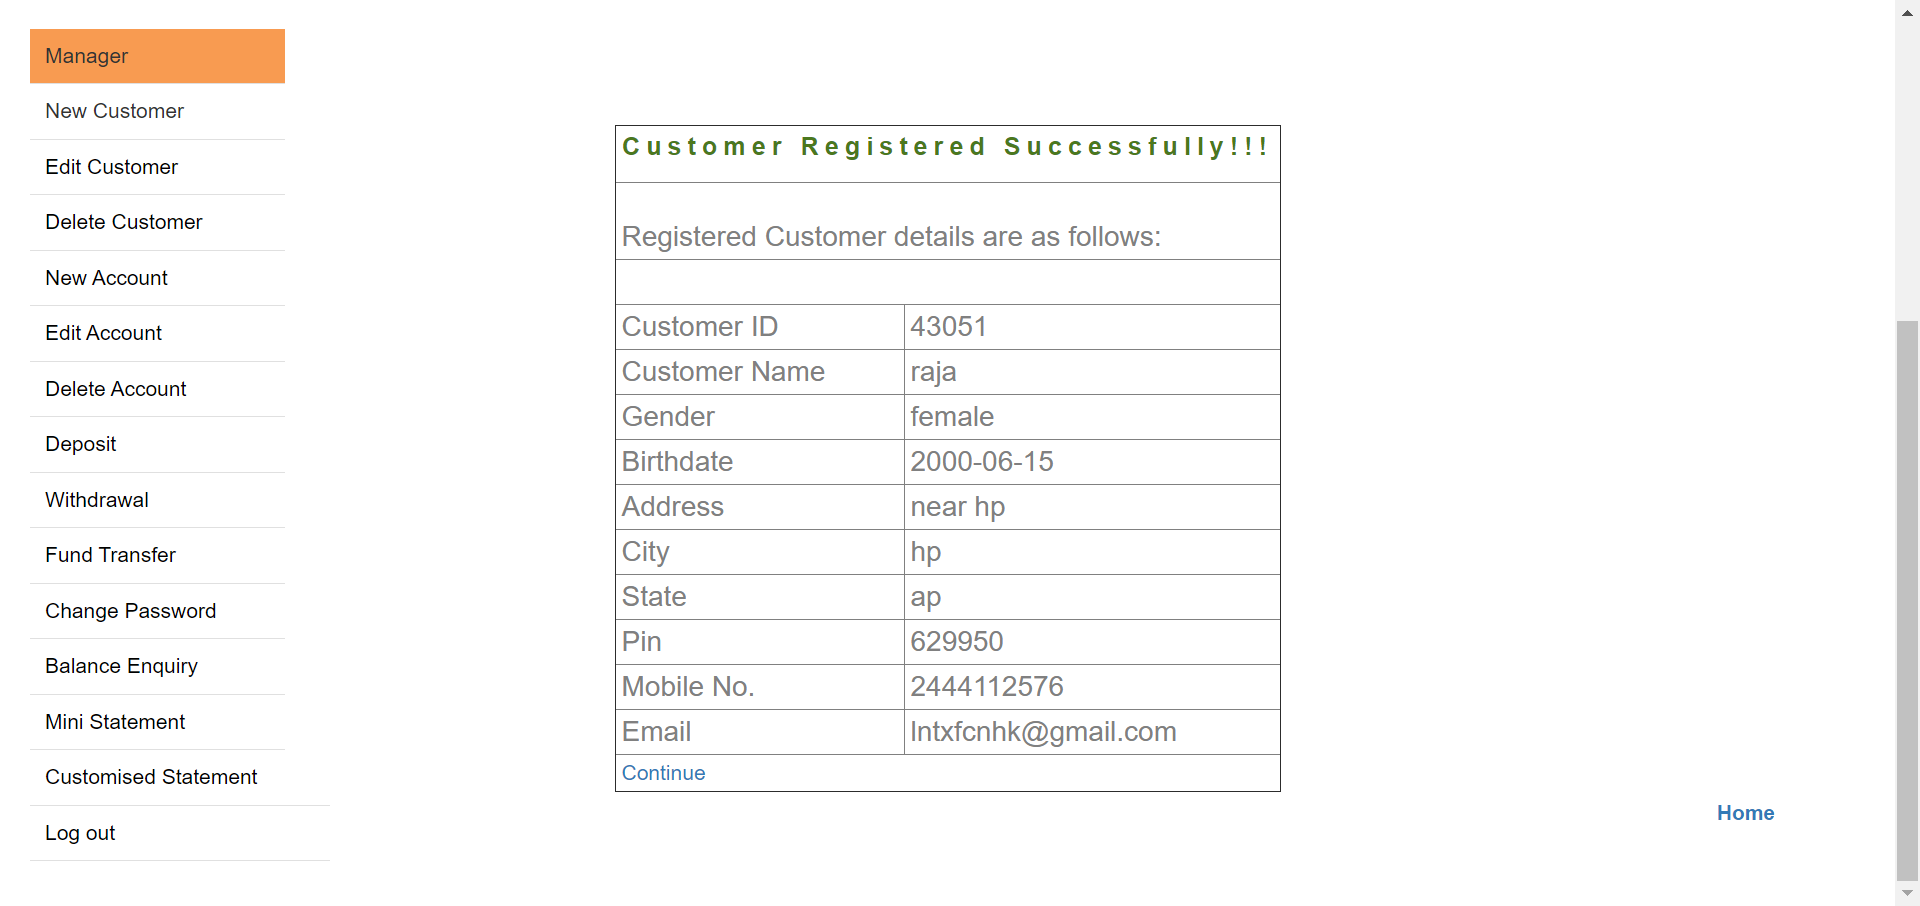 Manager
New Customer
Edit Customer
Delete Customer
New Account
Edit Account
Delete Account
Deposit
Withdrawal
Fund Transfer
Change Password
Balance Enquiry
Mini Statement
Customised Statement
Log out
Customer Registered Successfully!!!
Registered Customer details are as follows:
Customer ID 43051
Customer Name raja
Gender female
Birthdate 2000-06-15
Address near hp
City hp
State ap
Pin 629950
Mobile No. 2444112576
Email lntxfcnhk@gmail.com
Continue
Home